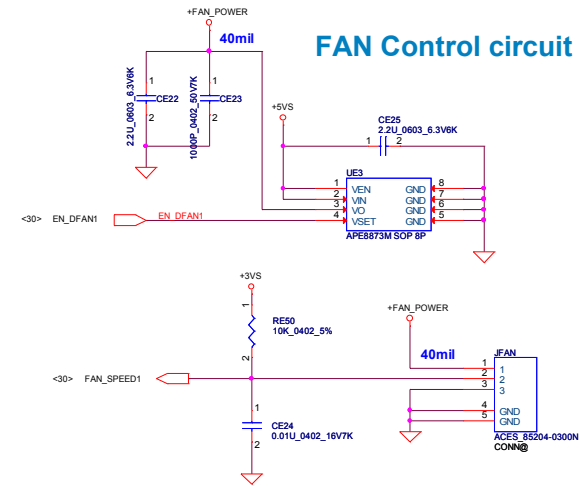 +FAN_POWER
40mil
FAN Control circuit
1
1
2.2U_0603_6.3V6K
CE22
1000P_0402_50V7K
CE23
2
2
+5VS
CE25
2.2U_0603_6.3V6K
1 2
UE3
1 VEN GND 8
2 VIN GND 7
3 VO GND 6
4 VSET GND 5
APE8873M SOP 8P
<30> EN_DFAN1 EN_DFAN1
+3VS
1
RE50
10K_0402_5%
2
+FAN_POWER
40mil
JFAN
1 1
2 2
3 3
4 GND
5 GND
ACES_85204-0300N
CONN@
<30> FAN_SPEED1
1
CE24
0.01U_0402_16V7K
2